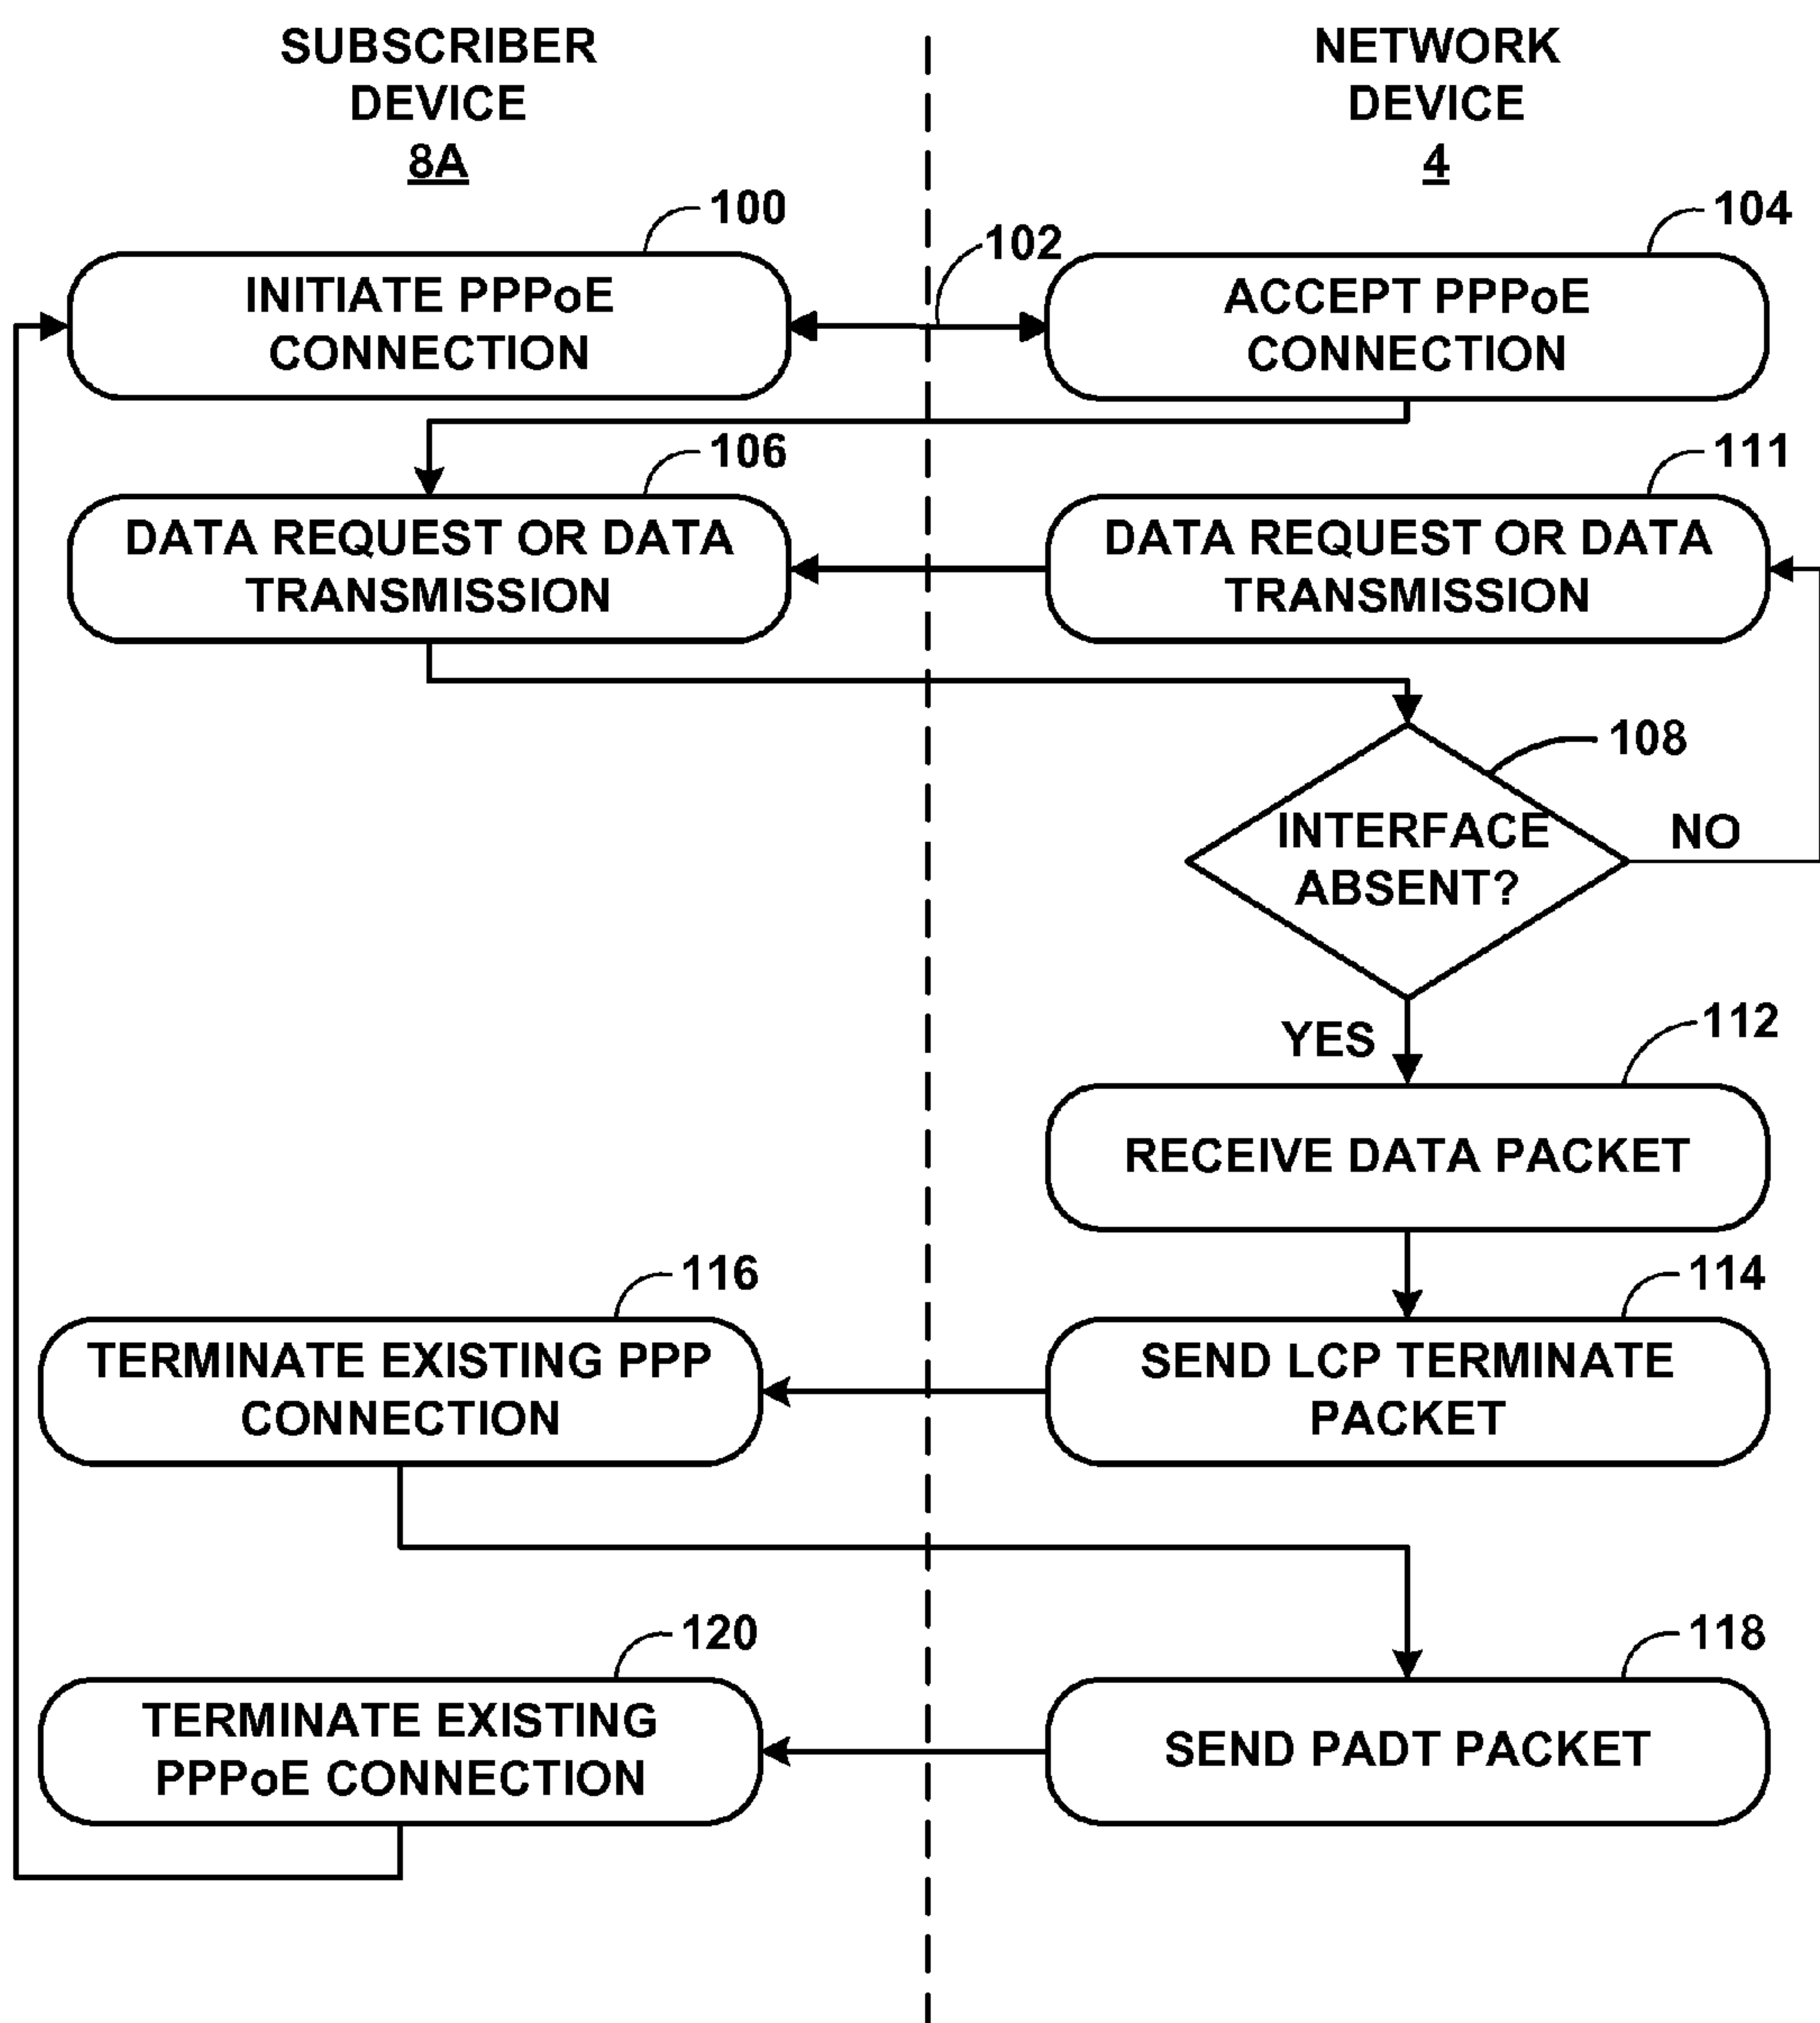 SUBSCRIBER
DEVICE
8A
NETWORK
DEVICE
4
100
INITIATE PPPoE
CONNECTION
102
104
ACCEPT PPPoE
CONNECTION
106
DATA REQUEST OR DATA
TRANSMISSION
111
DATA REQUEST OR DATA
TRANSMISSION
108
INTERFACE
ABSENT?
NO
YES
112
RECEIVE DATA PACKET
116
TERMINATE EXISTING PPP
CONNECTION
114
SEND LCP TERMINATE
PACKET
120
TERMINATE EXISTING
PPPoE CONNECTION
118
SEND PADT PACKET